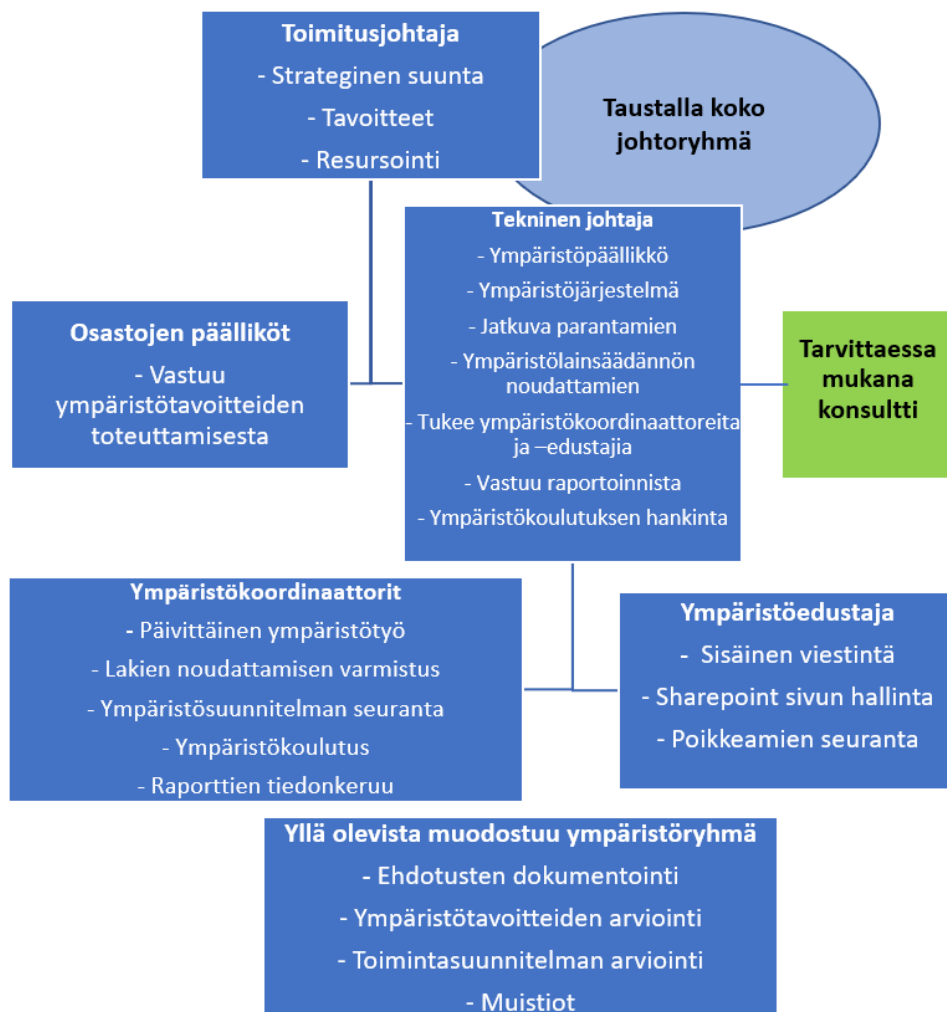 Toimitusjohtaja
- Strateginen suunta
- Tavoitteet
- Resursointi
Taustalla koko
johtoryhmä
Tekninen johtaja
- Ympäristöpäällikkö
- Ympäristöjärjestelmä
- Jatkuva parantamien
- Ympäristölainsäädännön
noudattamien
- Tukee ympäristökoordinaattoreita
ja –edustajia
- Vastuu raportoinnista
- Ympäristökoulutuksen hankinta
Osastojen päälliköt
- Vastuu
ympäristötavoitteiden
toteuttamisesta
Tarvittaessa
mukana
konsultti
Ympäristökoordinaattorit
- Päivittäinen ympäristötyö
- Lakien noudattamisen varmistus
- Ympäristösuunnitelman seuranta
- Ympäristökoulutus
- Raporttien tiedonkeruu
Ympäristöedustaja
- Sisäinen viestintä
- Sharepoint sivun hallinta
- Poikkeamien seuranta
Yllä olevista muodostuu ympäristöryhmä
- Ehdotusten dokumentointi
- Ympäristötavoitteiden arviointi
- Toimintasuunnitelman arviointi
- Muistiot